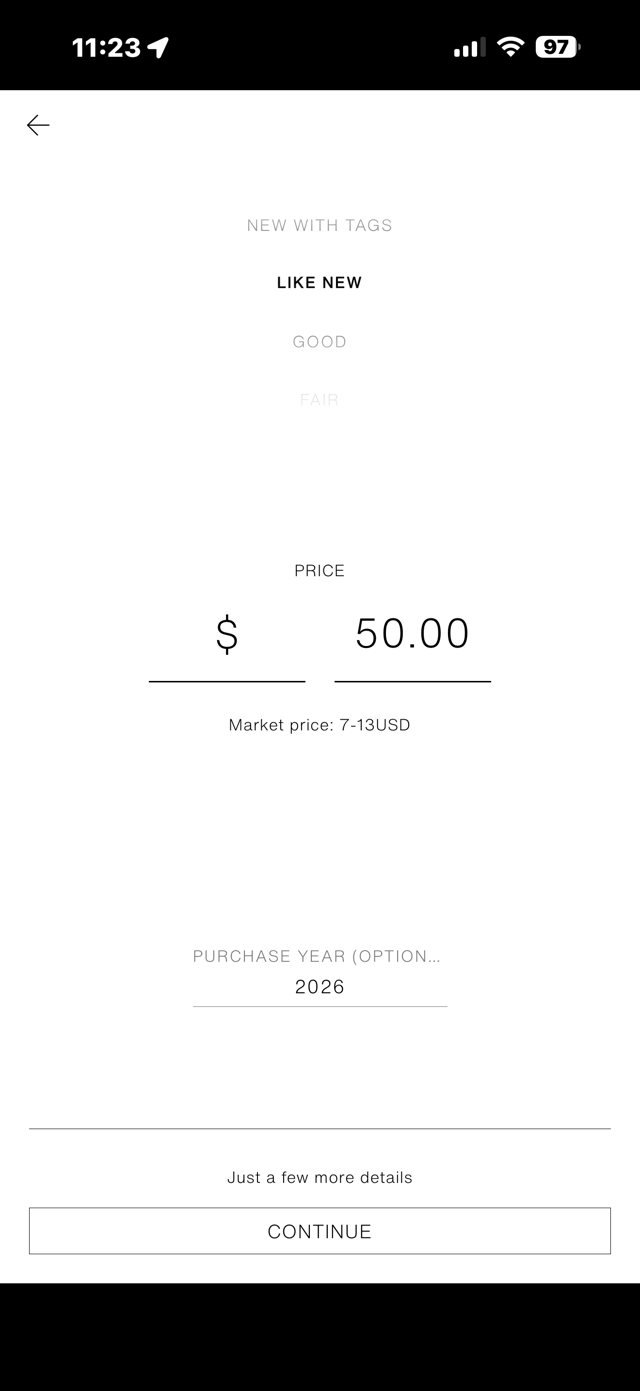 11:23
97
NEW WITH TAGS
LIKE NEW
GOOD
FAIR
PRICE
$ 50.00
Market price: 7-13USD
PURCHASE YEAR (OPTION...
2026
Just a few more details
CONTINUE